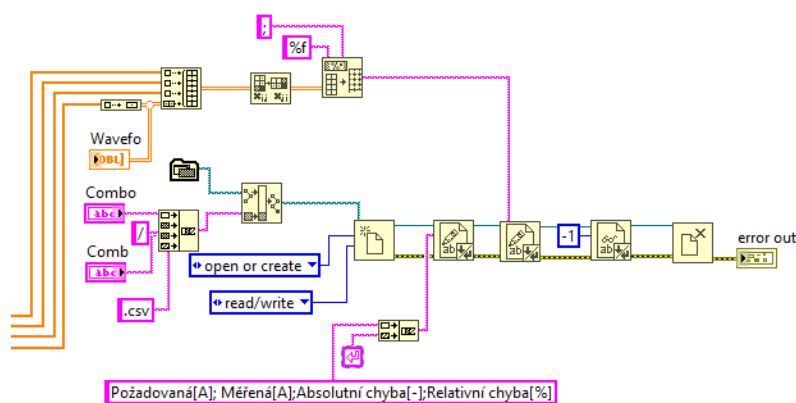 ;
%f
Wavefo
DBL]
Combo
abc
/
Comb
abc
.csv
open or create
read/write
-1
error out
Požadovaná[A]; Měřená[A];Absolutní chyba[-];Relativní chyba[%]